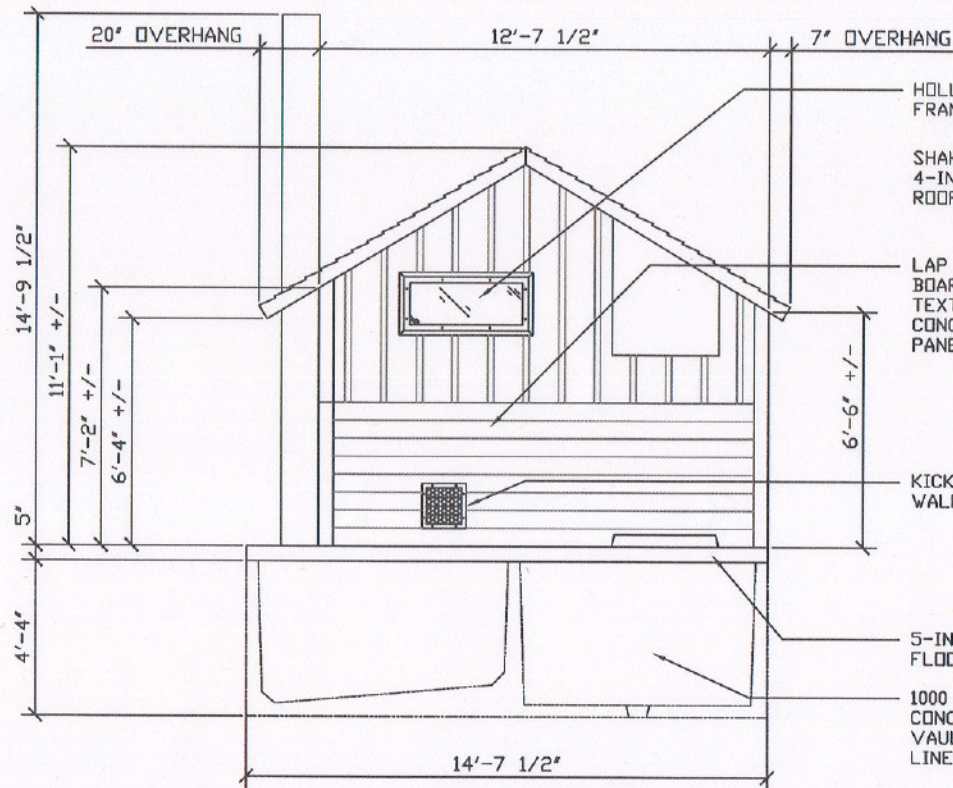 20" OVERHANG
12'-7 1/2"
7" OVERHANG
HOLL
FRAM
SHAK
4-IN
ROOF
LAP
BOAR
TEXT
CONC
PANE
14'-9 1/2"
11'-1" +/-
7'-2" +/-
6'-4" +/-
6'-6" +/-
KICK
WALL
5"
4'-4"
5-IN
FLOO
1000
CONC
VAUL
LINE
14'-7 1/2"